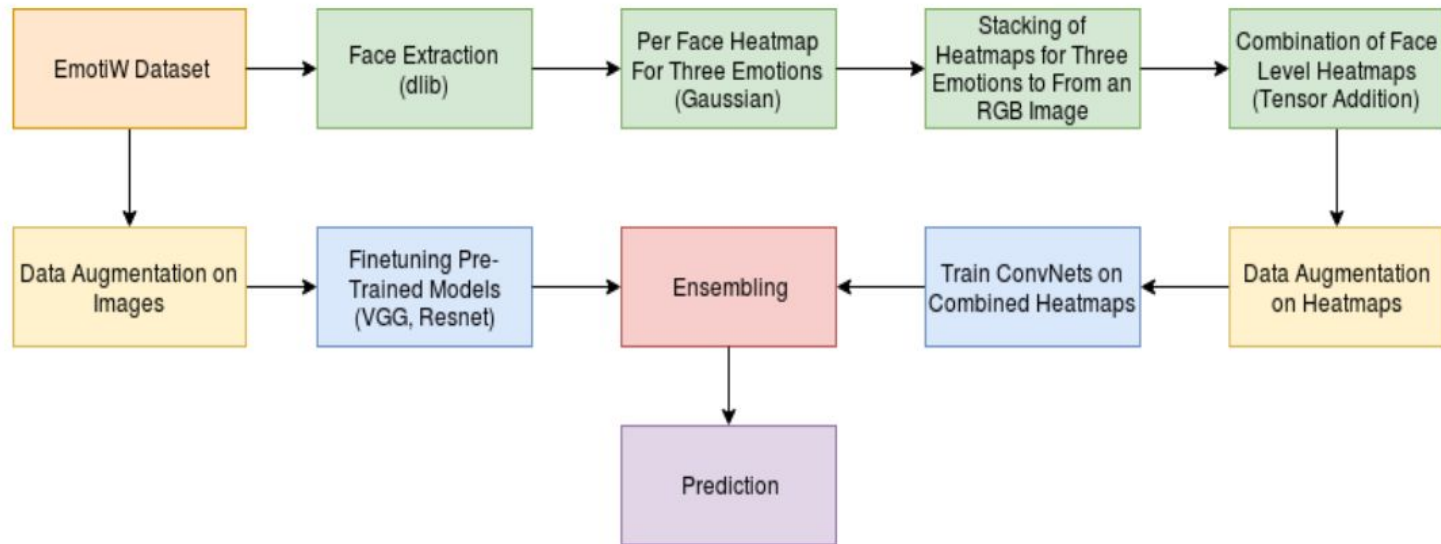 EmotiW Dataset
Face Extraction
(dlib)
Per Face Heatmap
For Three Emotions
(Gaussian)
Stacking of
Heatmaps for Three
Emotions to From an
RGB Image
Combination of Face
Level Heatmaps
(Tensor Addition)
Data Augmentation on
Images
Finetuning Pre-
Trained Models
(VGG, Resnet)
Ensembling
Train ConvNets on
Combined Heatmaps
Data Augmentation
on Heatmaps
Prediction